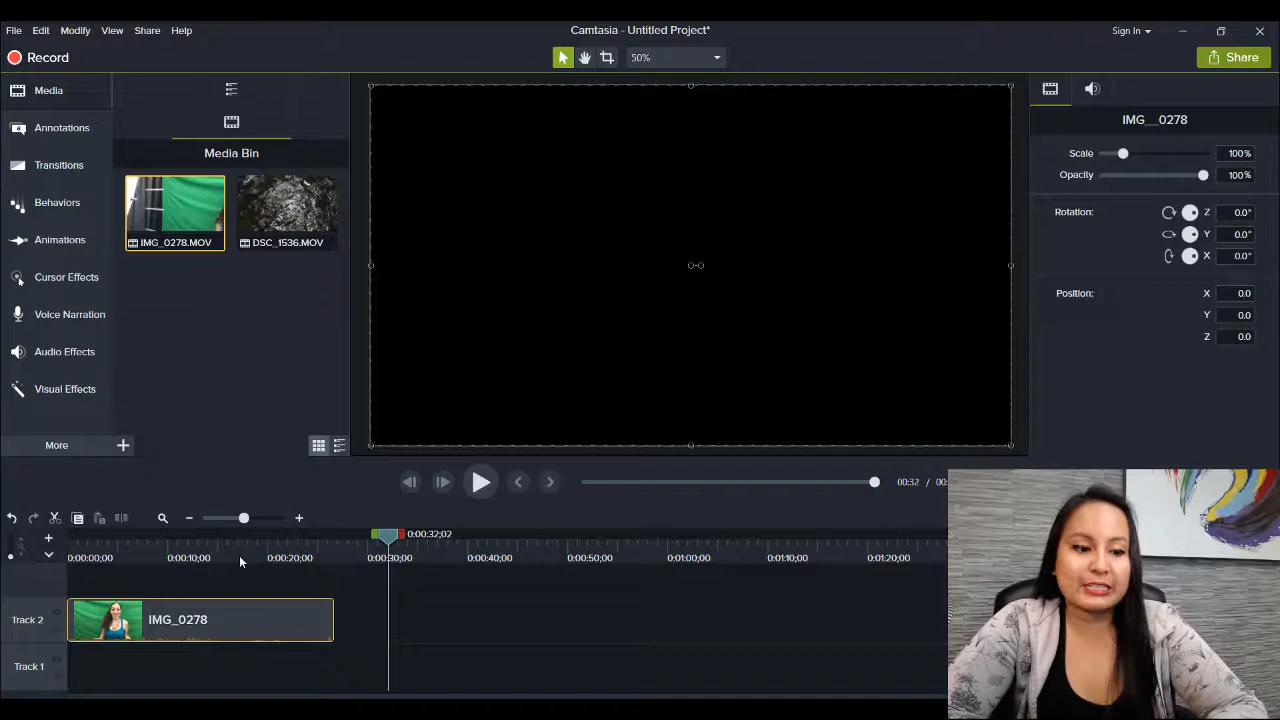 Camtasia - Untitled Project*
File Edit Modify View Share Help
Sign In
Record
50%
Share
Media
Annotations
Transitions
Behaviors
Animations
Cursor Effects
Voice Narration
Audio Effects
Visual Effects
More
Media Bin
IMG_0278.MOV
DSC_1536.MOV
IMG_0278
Scale 100%
Opacity 100%
Rotation: Z 0.0°
Y 0.0°
X 0.0°
Position: X 0.0
Y 0.0
Z 0.0
00:32 /
0:00:32;02
0:00:00;00 0:00:10;00 0:00:20;00 0:00:30;00 0:00:40;00 0:00:50;00 0:01:00;00 0:01:10;00 0:01:20;00
Track 2
IMG_0278
Track 1